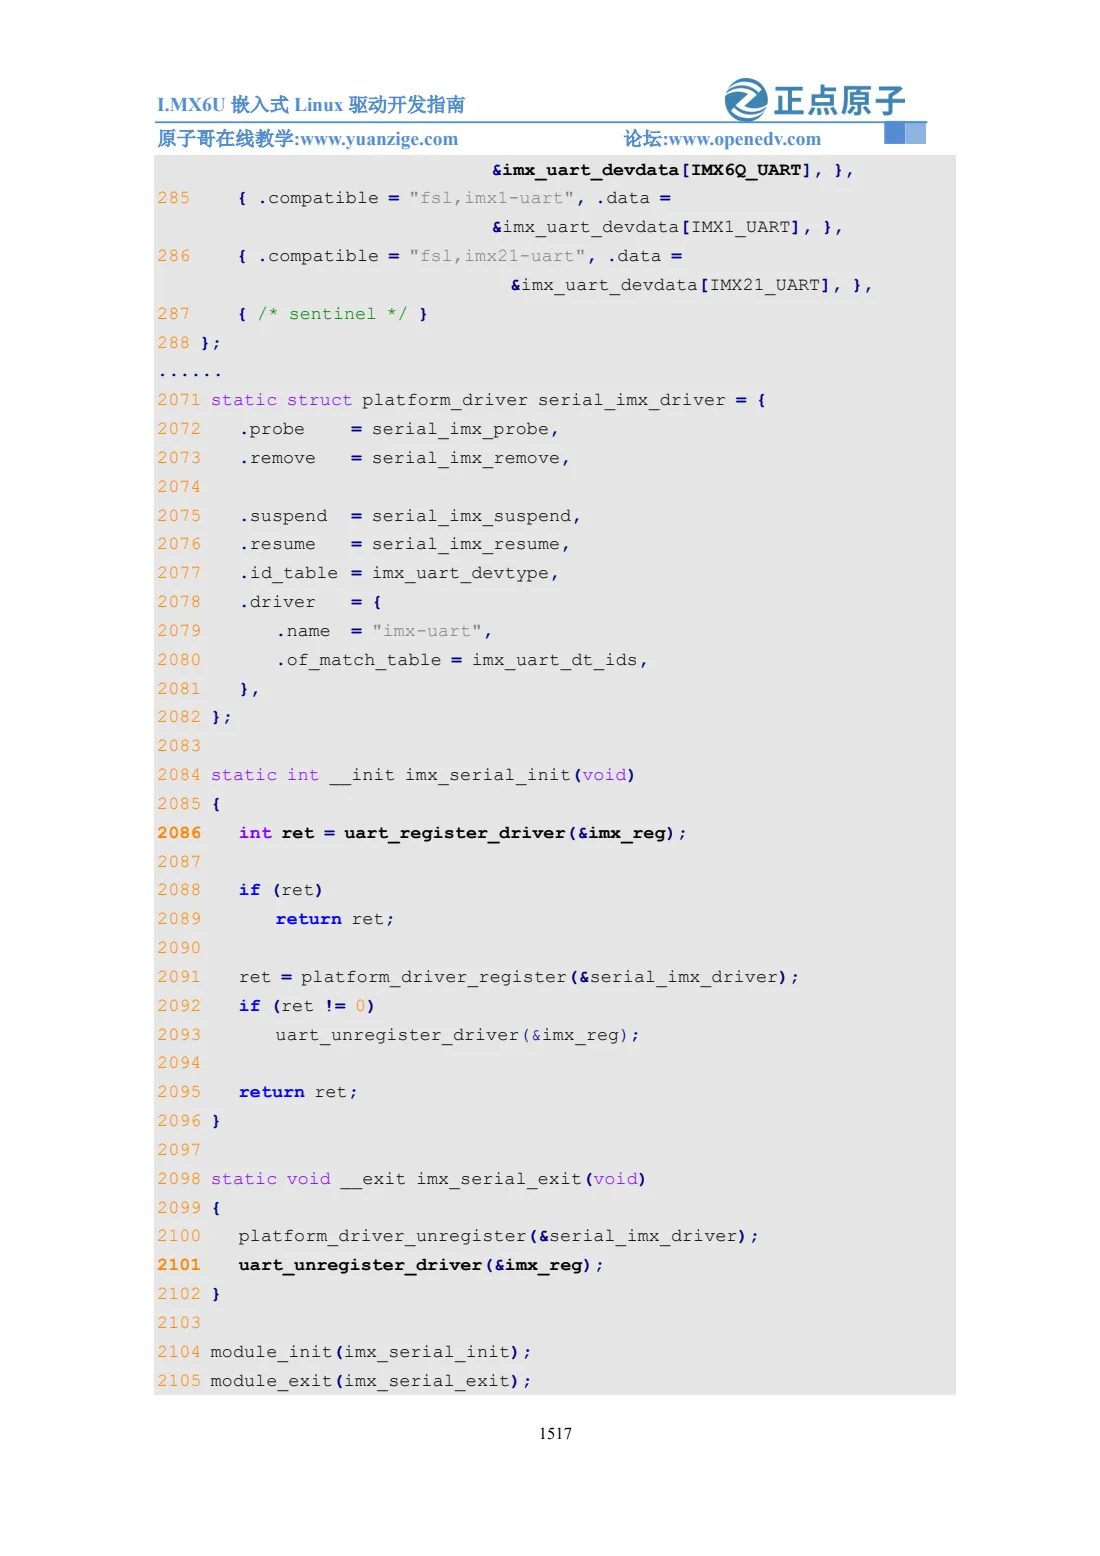 I.MX6U 嵌入式 Linux 驱动开发指南
正点原子
原子哥在线教学:www.yuanzige.com 论坛:www.openedv.com
&imx_uart_devdata[IMX6Q_UART], },
285 { .compatible = "fsl,imx1-uart", .data =
&imx_uart_devdata[IMX1_UART], },
286 { .compatible = "fsl,imx21-uart", .data =
&imx_uart_devdata[IMX21_UART], },
287 { /* sentinel */ }
288 };
......
2071 static struct platform_driver serial_imx_driver = {
2072 .probe = serial_imx_probe,
2073 .remove = serial_imx_remove,
2074
2075 .suspend = serial_imx_suspend,
2076 .resume = serial_imx_resume,
2077 .id_table = imx_uart_devtype,
2078 .driver = {
2079 .name = "imx-uart",
2080 .of_match_table = imx_uart_dt_ids,
2081 },
2082 };
2083
2084 static int __init imx_serial_init(void)
2085 {
2086 int ret = uart_register_driver(&imx_reg);
2087
2088 if (ret)
2089 return ret;
2090
2091 ret = platform_driver_register(&serial_imx_driver);
2092 if (ret != 0)
2093 uart_unregister_driver(&imx_reg);
2094
2095 return ret;
2096 }
2097
2098 static void __exit imx_serial_exit(void)
2099 {
2100 platform_driver_unregister(&serial_imx_driver);
2101 uart_unregister_driver(&imx_reg);
2102 }
2103
2104 module_init(imx_serial_init);
2105 module_exit(imx_serial_exit);
1517